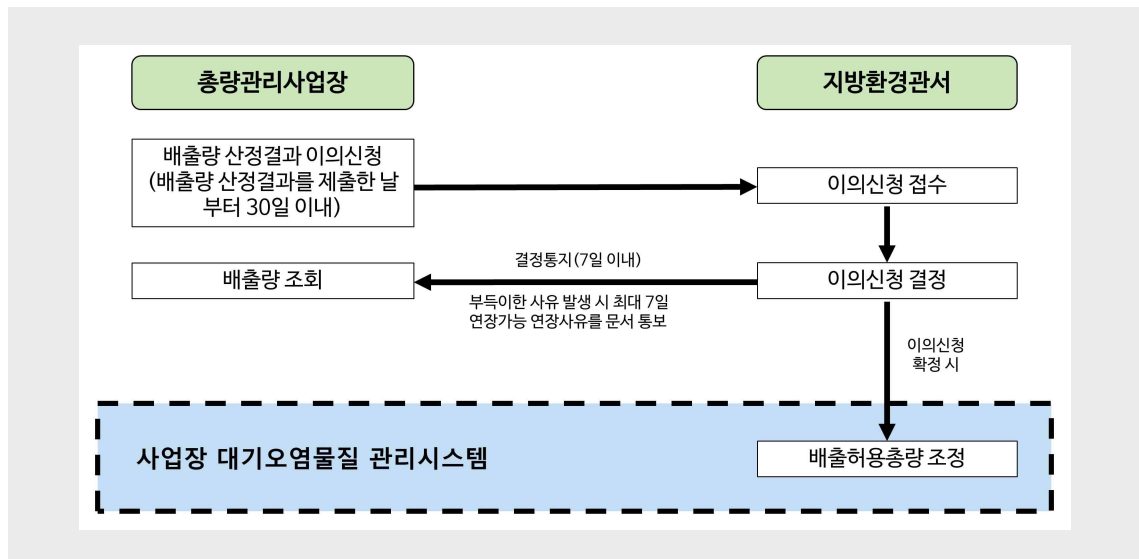 총량관리사업장
지방환경관서
배출량 산정결과 이의신청
(배출량 산정결과를 제출한 날
부터 30일 이내)
이의신청 접수
결정통지(7일 이내)
배출량 조회
이의신청 결정
부득이한 사유 발생 시 최대 7일
연장가능 연장사유를 문서 통보
이의신청
확정 시
사업장 대기오염물질 관리시스템
배출허용총량 조정